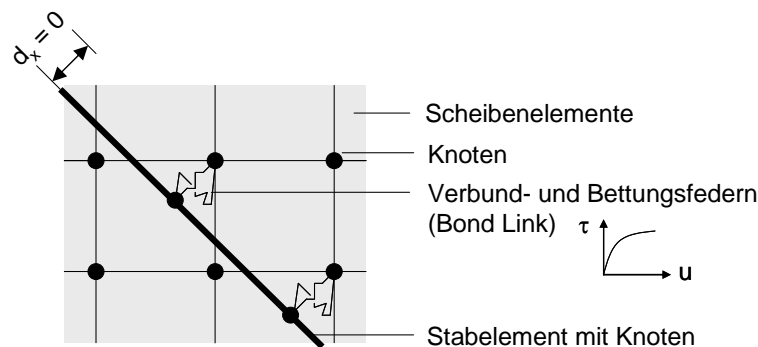 dx = 0
Scheibenelemente
Knoten
Verbund- und Bettungsfedern
(Bond Link)
τ
u
Stabelement mit Knoten